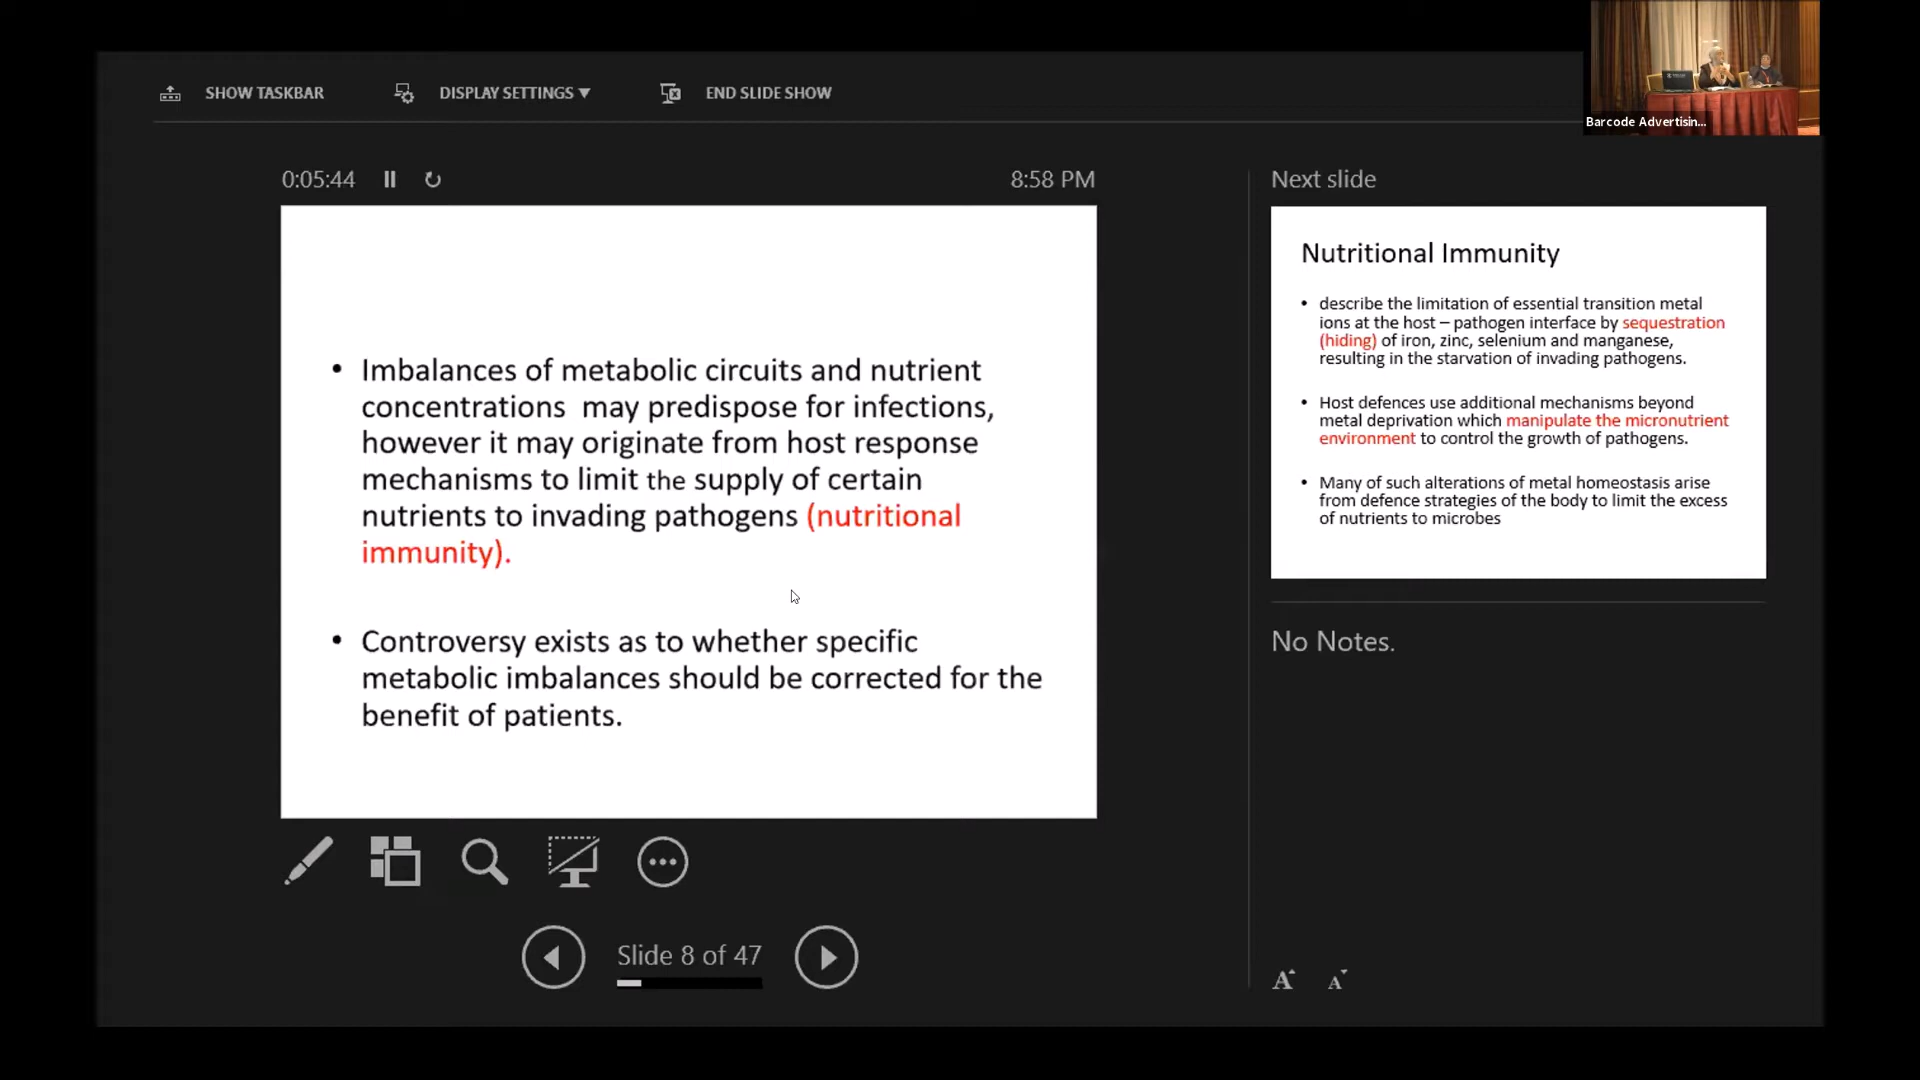 SHOW TASKBAR
DISPLAY SETTINGS ▼
END SLIDE SHOW
Barcode Advertisin...
0:05:44
8:58 PM
• Imbalances of metabolic circuits and nutrient
concentrations may predispose for infections,
however it may originate from host response
mechanisms to limit the supply of certain
nutrients to invading pathogens (nutritional
immunity).
• Controversy exists as to whether specific
metabolic imbalances should be corrected for the
benefit of patients.
Slide 8 of 47
Next slide
Nutritional Immunity
• describe the limitation of essential transition metal
ions at the host – pathogen interface by sequestration
(hiding) of iron, zinc, selenium and manganese,
resulting in the starvation of invading pathogens.
• Host defences use additional mechanisms beyond
metal deprivation which manipulate the micronutrient
environment to control the growth of pathogens.
• Many of such alterations of metal homeostasis arise
from defence strategies of the body to limit the excess
of nutrients to microbes
No Notes.
A A